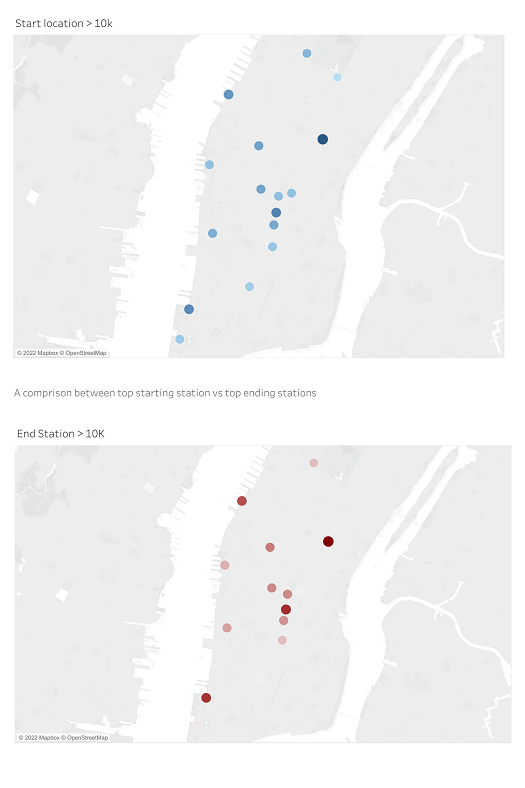 Start location > 10k
© 2022 Mapbox © OpenStreetMap
A comprison between top starting station vs top ending stations
End Station > 10K
© 2022 Mapbox © OpenStreetMap